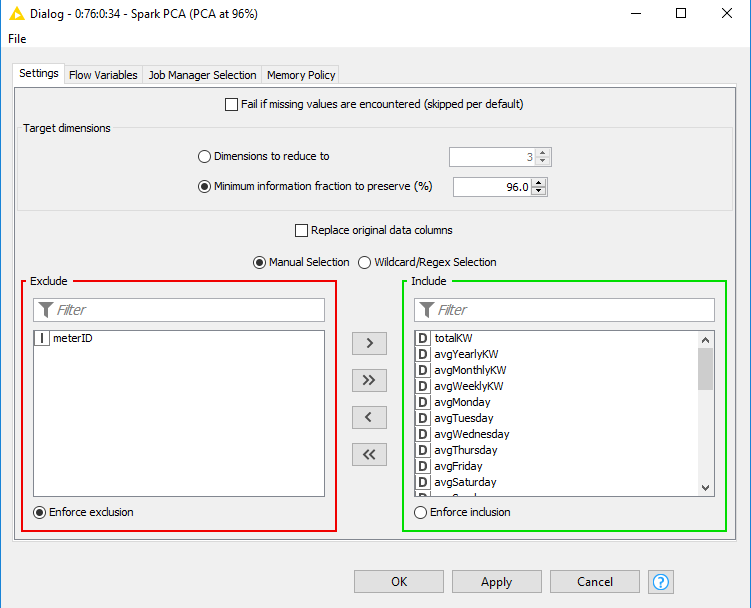 Dialog - 0:76:0:34 - Spark PCA (PCA at 96%)
File
Settings Flow Variables Job Manager Selection Memory Policy
Fail if missing values are encountered (skipped per default)
Target dimensions
Dimensions to reduce to 3
Minimum information fraction to preserve (%) 96.0
Replace original data columns
Manual Selection Wildcard/Regex Selection
Exclude
Filter
I meterID
Enforce exclusion
>
>>
<
<<
Include
Filter
D totalKW
D avgYearlyKW
D avgMonthlyKW
D avgWeeklyKW
D avgMonday
D avgTuesday
D avgWednesday
D avgThursday
D avgFriday
D avgSaturday
Enforce inclusion
OK Apply Cancel ?